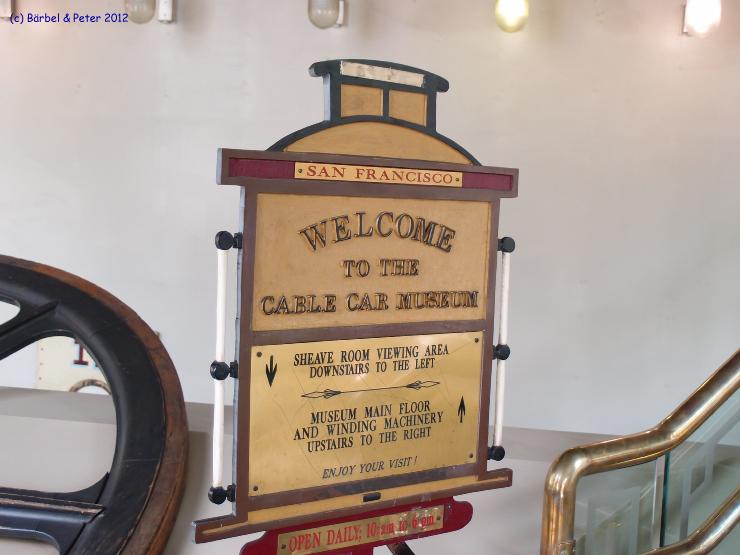 (c) Bärbel & Peter 2012
SAN FRANCISCO
WELCOME
TO THE
CABLE CAR MUSEUM
SHEAVE ROOM VIEWING AREA
DOWNSTAIRS TO THE LEFT
MUSEUM MAIN FLOOR
AND WINDING MACHINERY
UPSTAIRS TO THE RIGHT
ENJOY YOUR VISIT!
OPEN DAILY; 10:am to 6:pm